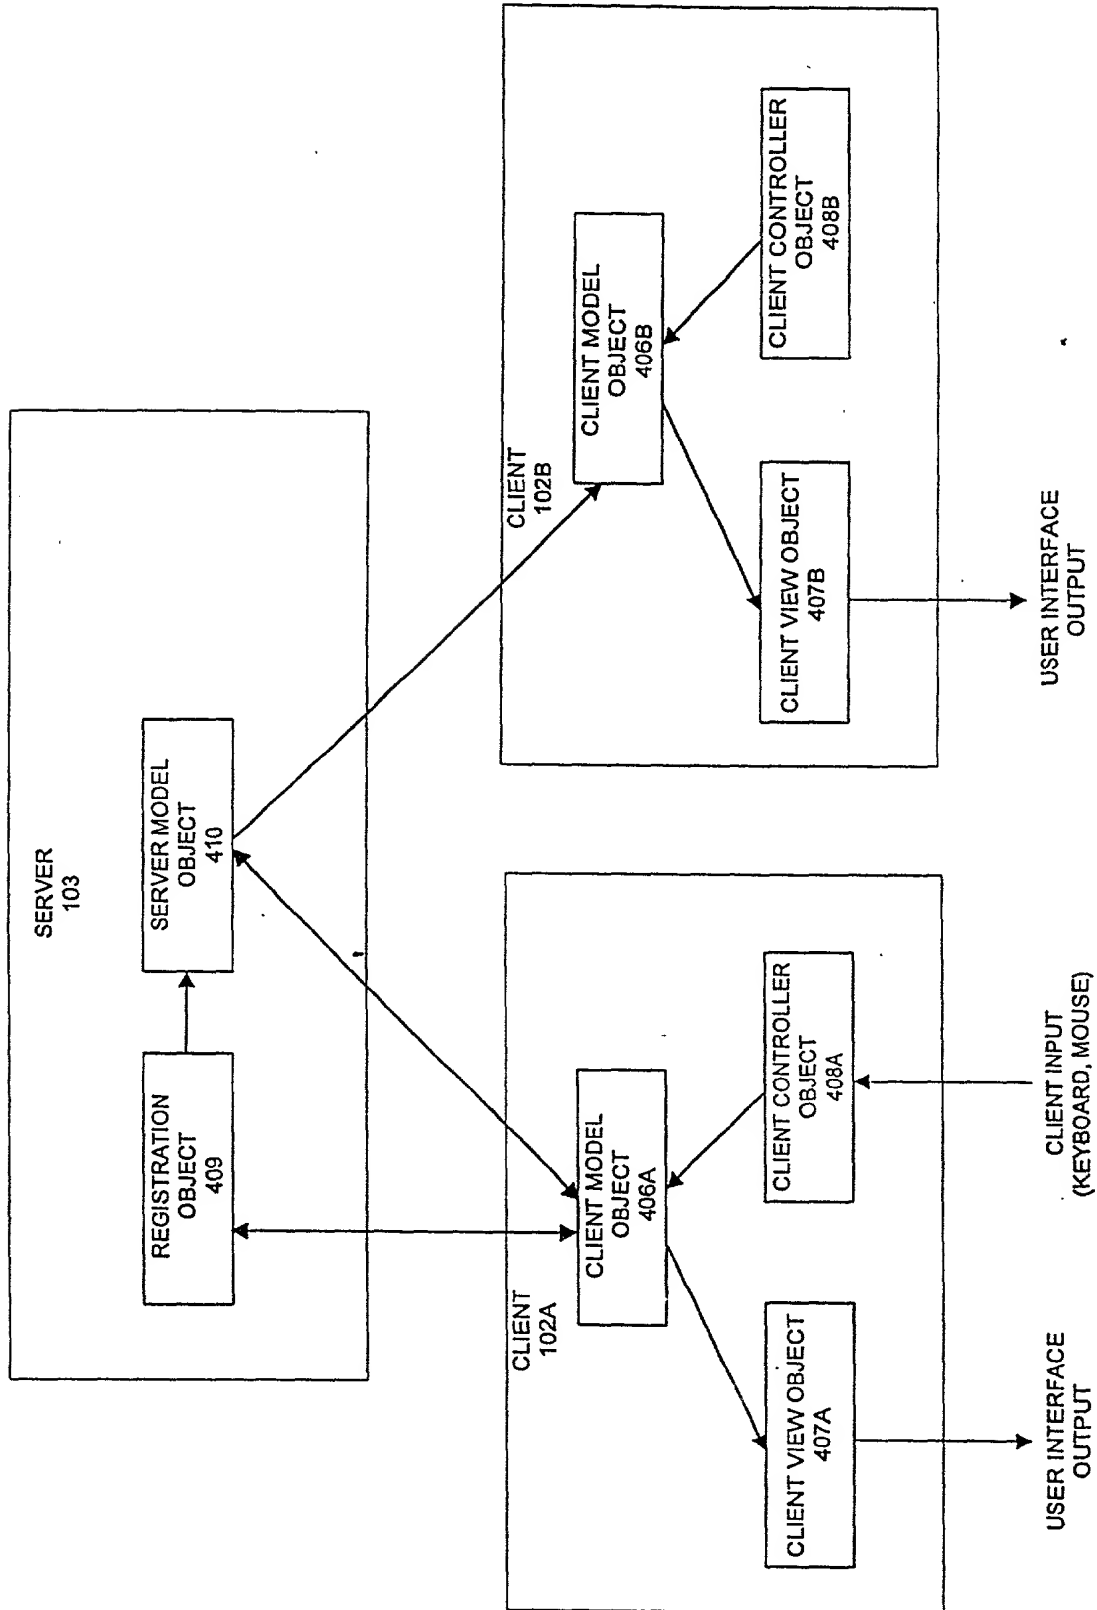 SERVER
103
REGISTRATION
OBJECT
409
SERVER MODEL
OBJECT
410
CLIENT
102A
CLIENT MODEL
OBJECT
406A
CLIENT VIEW OBJECT
407A
CLIENT CONTROLLER
OBJECT
408A
USER INTERFACE
OUTPUT
CLIENT INPUT
(KEYBOARD, MOUSE)
CLIENT
102B
CLIENT MODEL
OBJECT
406B
CLIENT VIEW OBJECT
407B
CLIENT CONTROLLER
OBJECT
408B
USER INTERFACE
OUTPUT